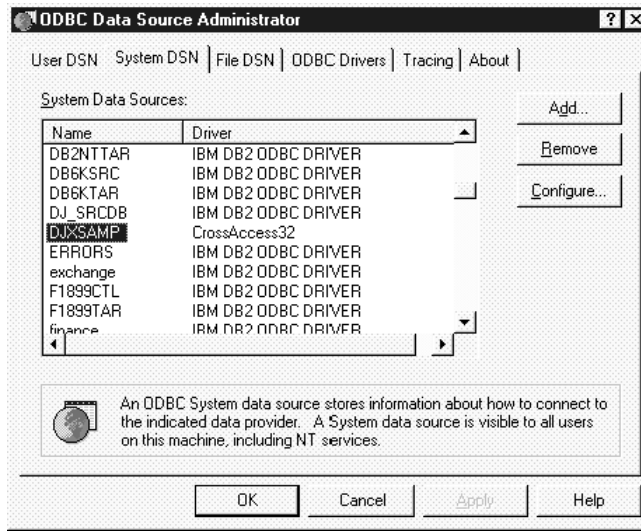 ODBC Data Source Administrator
User DSN System DSN File DSN ODBC Drivers Tracing About
System Data Sources:
Name Driver
DB2NTTAR IBM DB2 ODBC DRIVER
DB6KSRC IBM DB2 ODBC DRIVER
DB6KTAR IBM DB2 ODBC DRIVER
DJ_SRCDB IBM DB2 ODBC DRIVER
DJXSAMP CrossAccess32
ERRORS IBM DB2 ODBC DRIVER
exchange IBM DB2 ODBC DRIVER
F1899CTL IBM DB2 ODBC DRIVER
F1899TAR IBM DB2 ODBC DRIVER
finance IBM DB2 ODBC DRIVER
Add...
Remove
Configure...
An ODBC System data source stores information about how to connect to
the indicated data provider. A System data source is visible to all users
on this machine, including NT services.
OK Cancel Apply Help